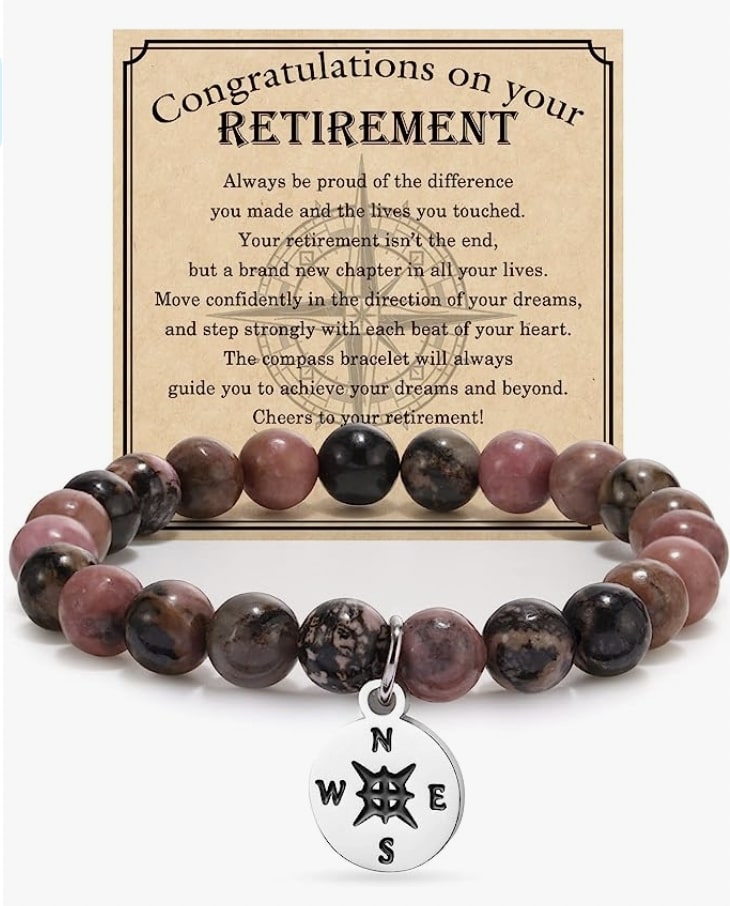 Congratulations on your
RETIREMENT
Always be proud of the difference
you made and the lives you touched.
Your retirement isn't the end,
but a brand new chapter in all your lives.
Move confidently in the direction of your dreams,
and step strongly with each beat of your heart.
The compass bracelet will always
guide you to achieve your dreams and beyond.
Cheers to your retirement!
N
W E
S